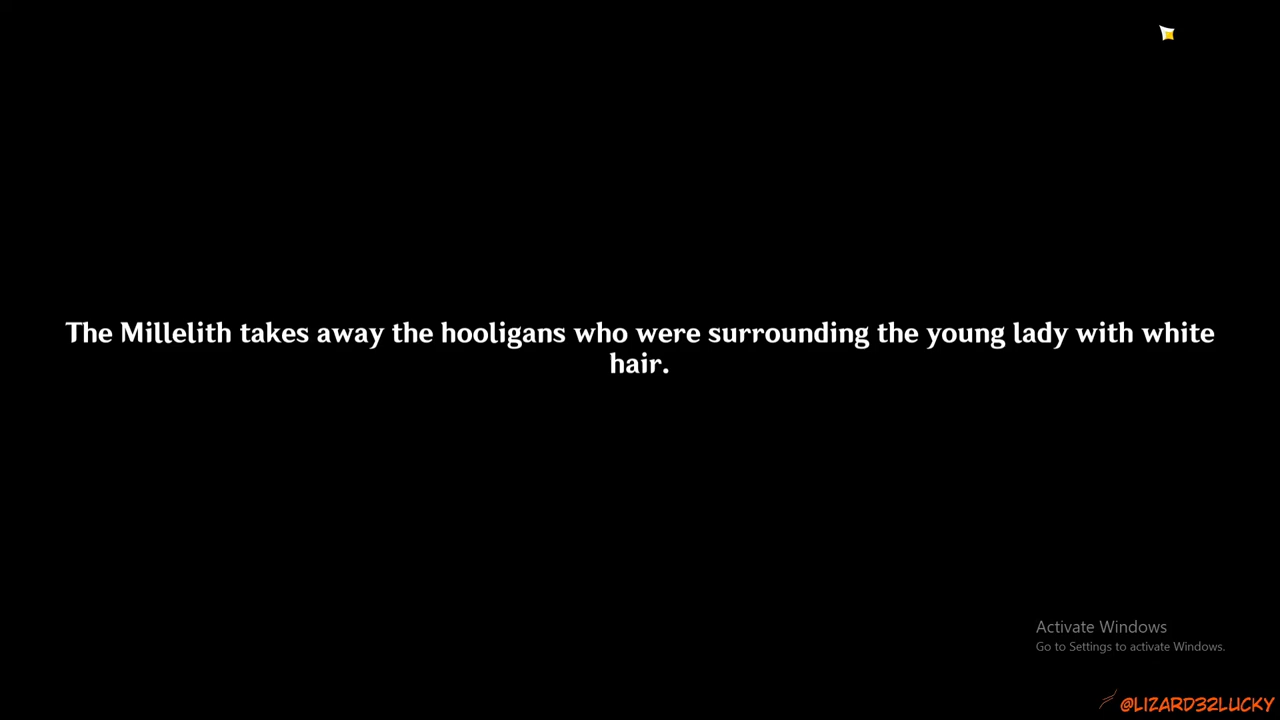 The Millelith takes away the hooligans who were surrounding the young lady with white
hair.
Activate Windows
Go to Settings to activate Windows.
@LIZARD32LUCKY